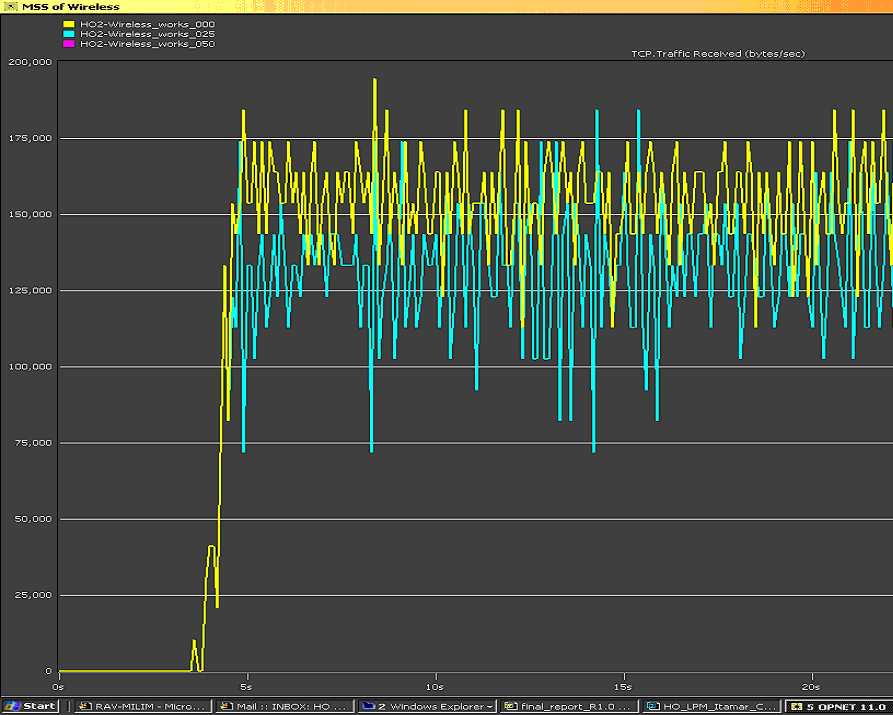 MSS of Wireless
HO2-Wireless_works_000
HO2-Wireless_works_025
HO2-Wireless_works_050
TCP.Traffic Received (bytes/sec)
200,000
175,000
150,000
125,000
100,000
75,000
50,000
25,000
0
0s 5s 10s 15s 20s
Start RAV-MILIM - Micro... Mail :: INBOX: HO ... 2 Windows Explorer final_report_R1.0 ... HO_LPM_Itamar_C... 5 OPNET 11.0